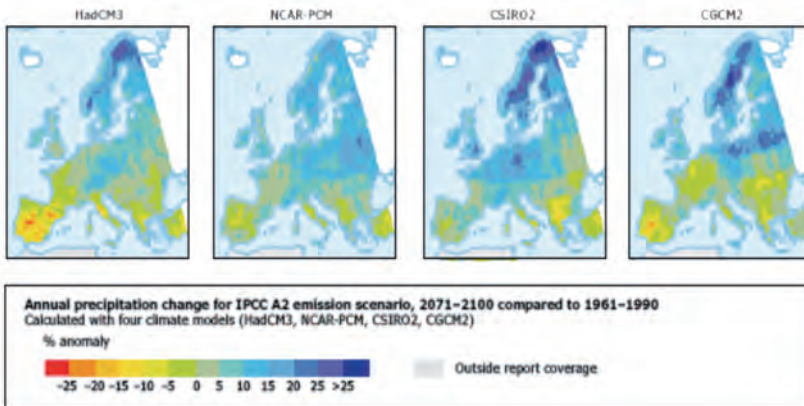 HadCM3 NCAR-PCM CSIRO2 CGCM2
Annual precipitation change for IPCC A2 emission scenario, 2071–2100 compared to 1961–1990
Calculated with four climate models (HadCM3, NCAR-PCM, CSIRO2, CGCM2)
% anomaly
Outside report coverage
–25 –20 –15 –10 –5 0 5 10 15 20 25 >25